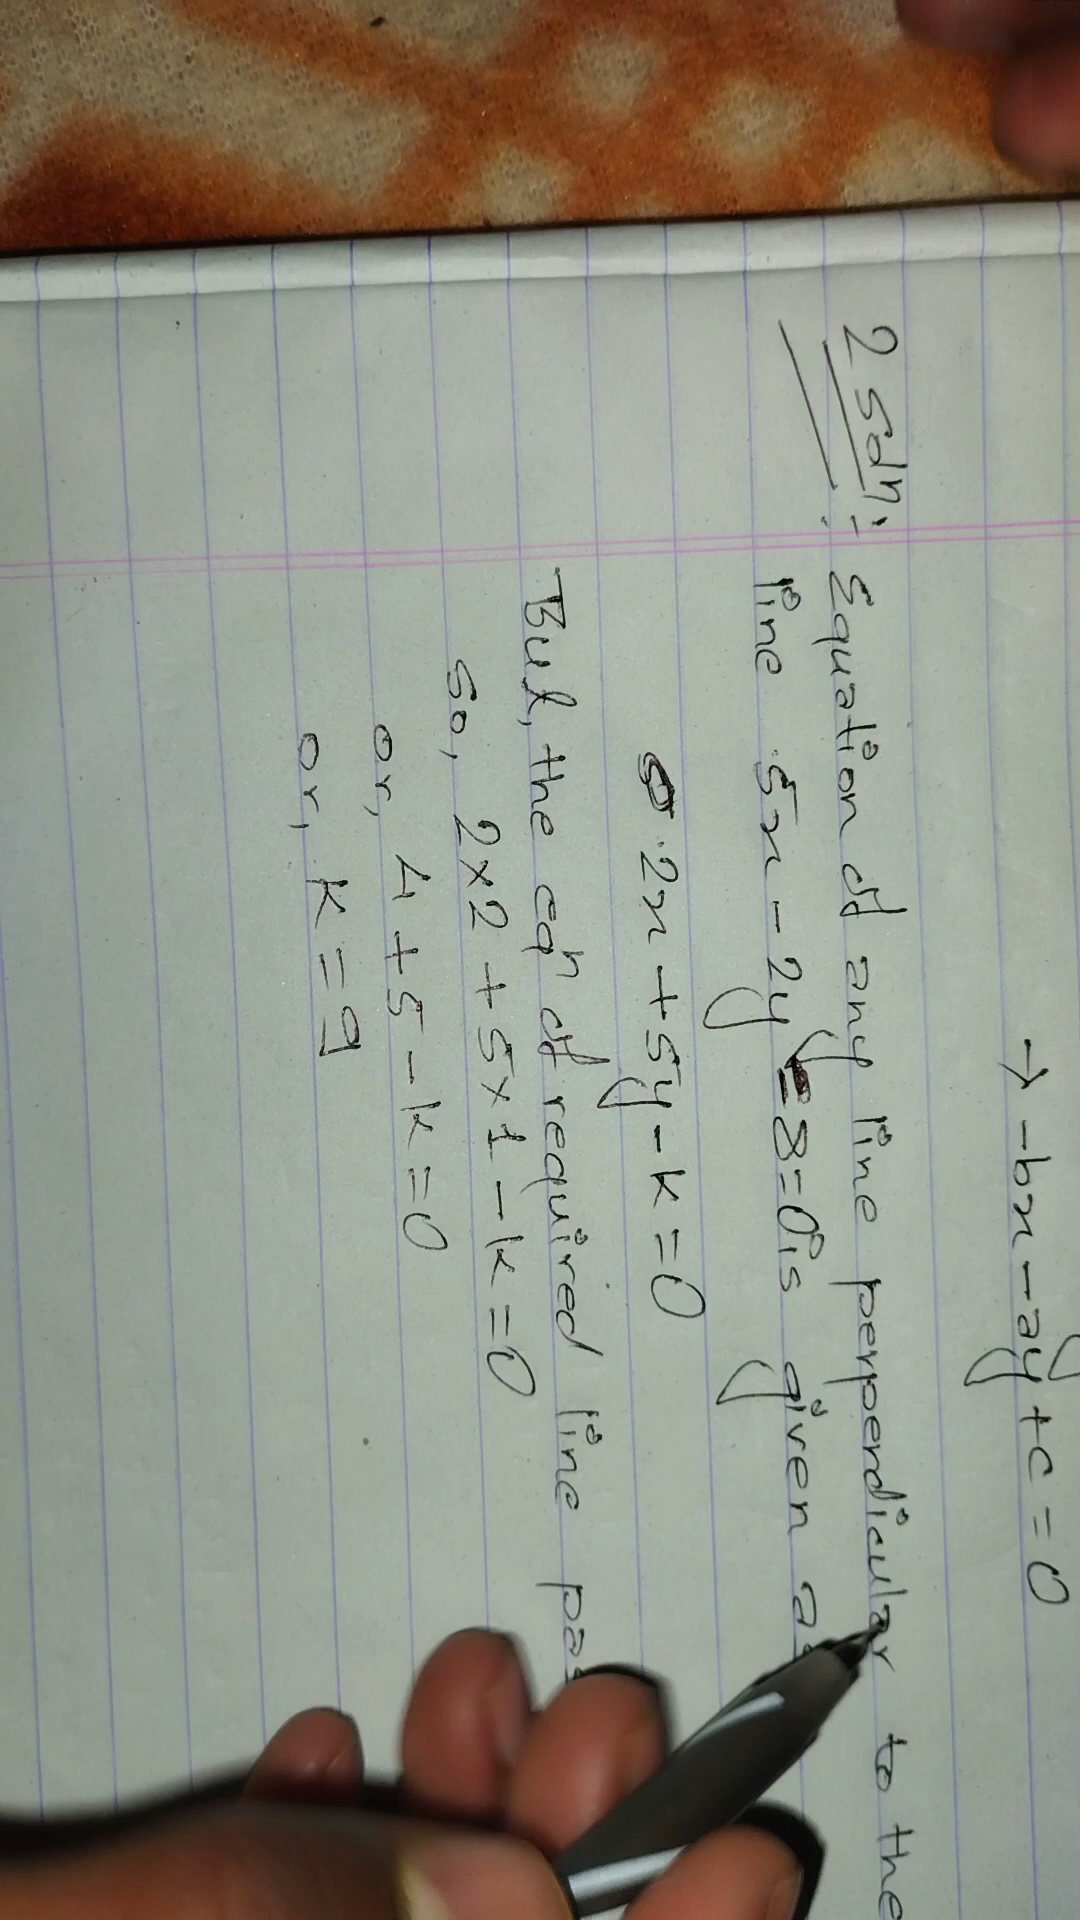 → -bx - ay + c = 0
2 Soln:- Equation of any line perpendicular to the
line 5x - 2y - 8 = 0 is given as
2x + 5y - k = 0
But, the eqn of required line
so, 2×2 + 5×1 - k = 0
or, 4 + 5 - k = 0
or, k = 9